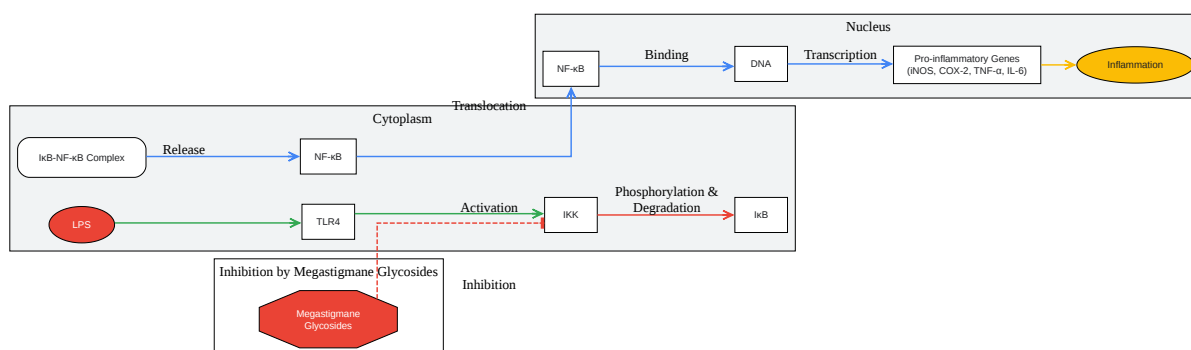 Nucleus
NF-κB
Binding
DNA
Transcription
Pro-inflammatory Genes
(iNOS, COX-2, TNF-α, IL-6)
Inflammation
Translocation
Cytoplasm
IκB-NF-κB Complex
Release
NF-κB
LPS
TLR4
Activation
IKK
Phosphorylation &
Degradation
IκB
Inhibition by Megastigmane Glycosides
Inhibition
Megastigmane
Glycosides